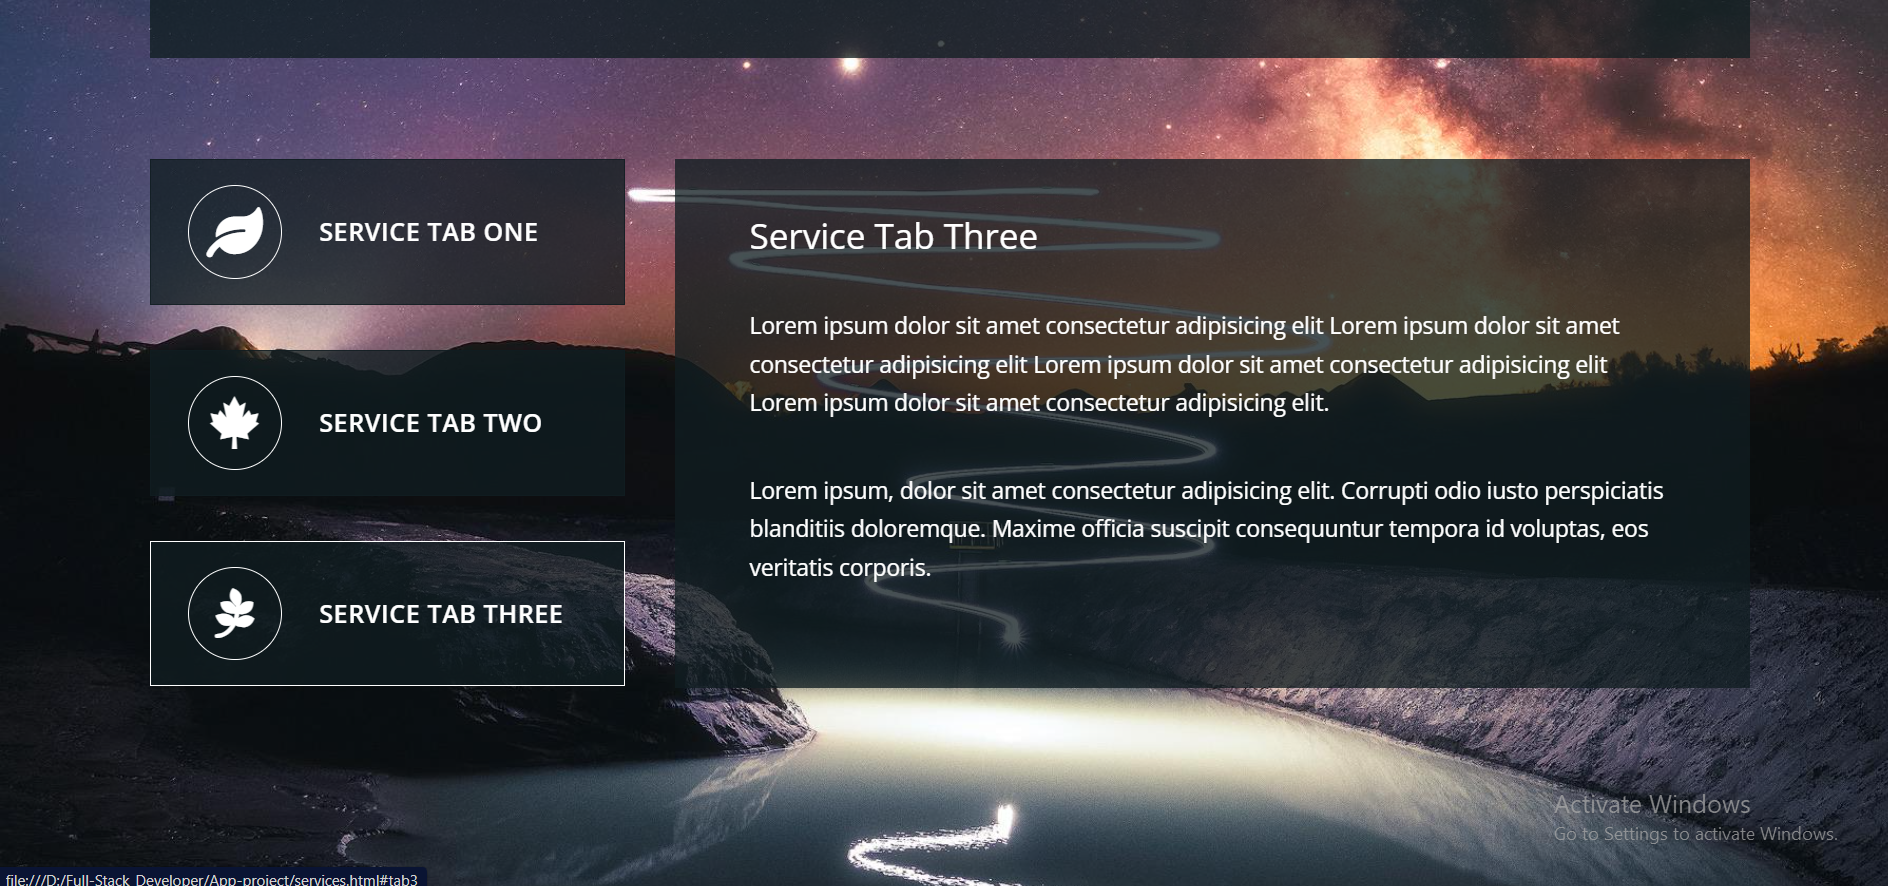 SERVICE TAB ONE
SERVICE TAB TWO
SERVICE TAB THREE
Service Tab Three
Lorem ipsum dolor sit amet consectetur adipisicing elit Lorem ipsum dolor sit amet
consectetur adipisicing elit Lorem ipsum dolor sit amet consectetur adipisicing elit
Lorem ipsum dolor sit amet consectetur adipisicing elit.
Lorem ipsum, dolor sit amet consectetur adipisicing elit. Corrupti odio iusto perspiciatis
blanditiis doloremque. Maxime officia suscipit consequuntur tempora id voluptas, eos
veritatis corporis.
Activate Windows
Go to Settings to activate Windows.
file:///D:/Full-Stack_Developer/App-project/services.html#tab3